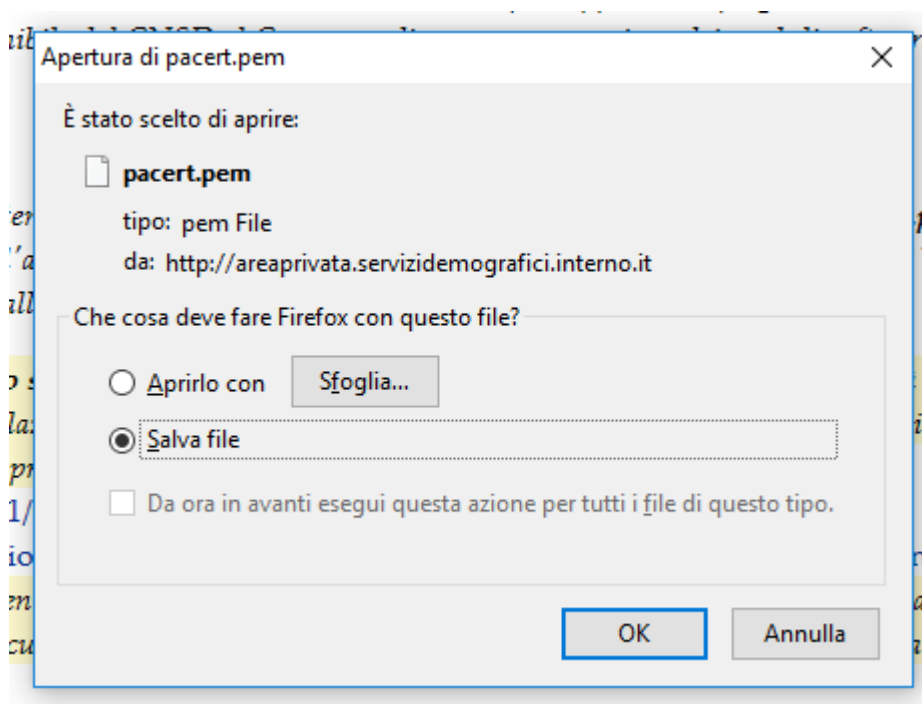 Apertura di pacert.pem
È stato scelto di aprire:
pacert.pem
tipo: pem File
da: http://areaprivata.servizidemografici.interno.it
Che cosa deve fare Firefox con questo file?
Aprirlo con
Sfoglia...
Salva file
Da ora in avanti esegui questa azione per tutti i file di questo tipo.
OK
Annulla